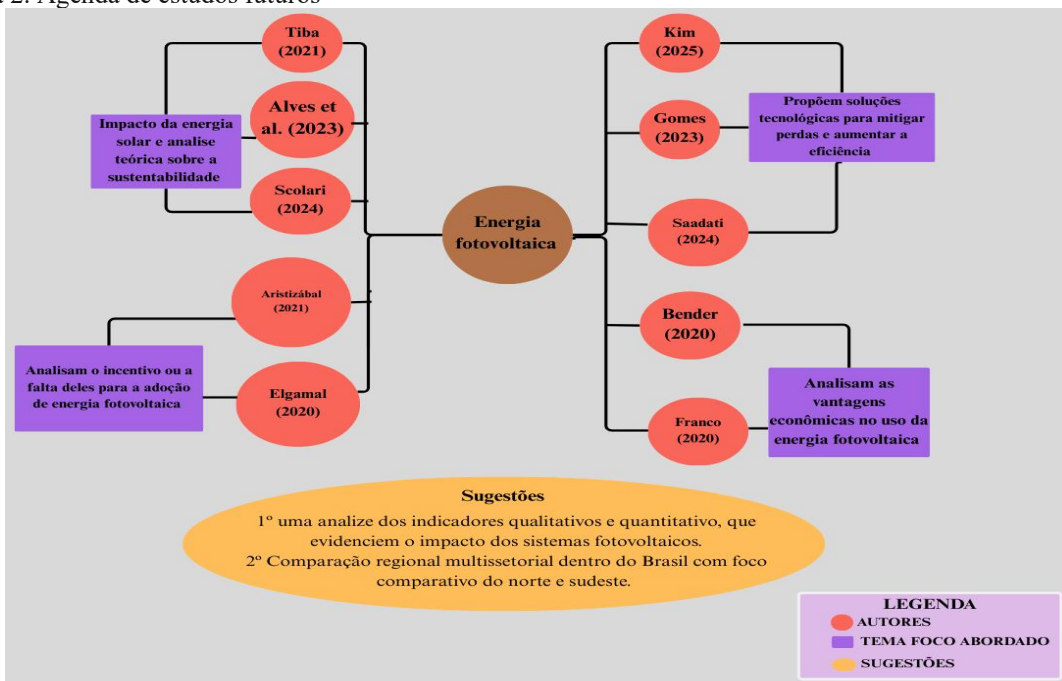 2. Agenda de estudos futuros
Tiba
(2021)
Alves et
al. (2023)
Scolari
(2024)
Impacto da energia
solar e analise
teórica sobre a
sustentabilidade
Aristizábal
(2021)
Elgamal
(2020)
Analisam o incentivo ou a
falta deles para a adoção
de energia fotovoltaica
Energia
fotovoltaica
Kim
(2025)
Gomes
(2023)
Saadati
(2024)
Propõem soluções
tecnológicas para mitigar
perdas e aumentar a
eficiência
Bender
(2020)
Franco
(2020)
Analisam as
vantagens
econômicas no uso da
energia fotovoltaica
Sugestões
1º uma analize dos indicadores qualitativos e quantitativo, que
evidenciem o impacto dos sistemas fotovoltaicos.
2º Comparação regional multissetorial dentro do Brasil com foco
comparativo do norte e sudeste.
LEGENDA
AUTORES
TEMA FOCO ABORDADO
SUGESTÕES